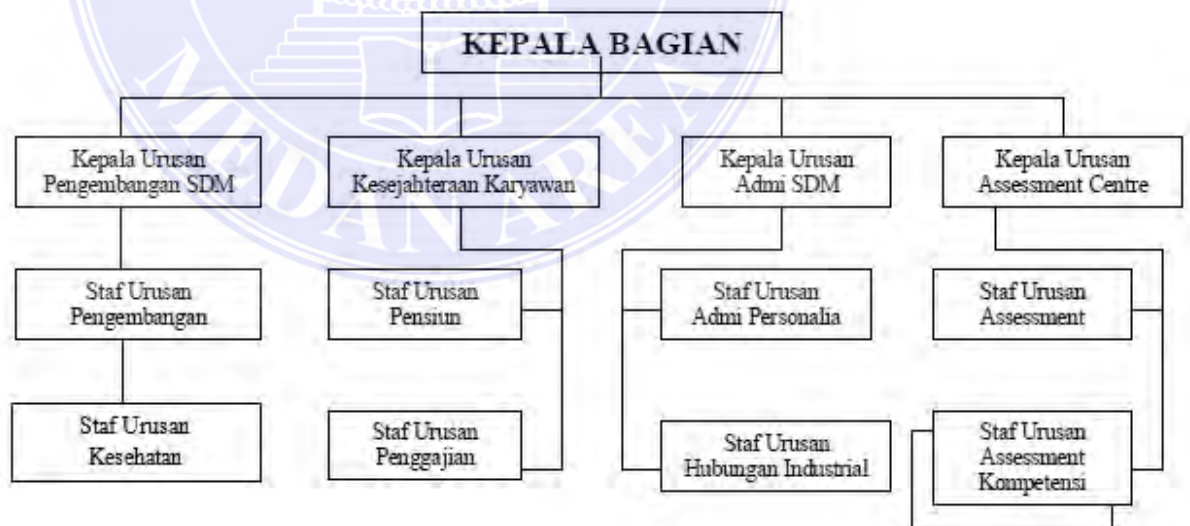 KEPALA BAGIAN
Kepala Urusan
Pengembangan SDM
Kepala Urusan
Kesejahteraan Karyawan
Kepala Urusan
Admi SDM
Kepala Urusan
Assessment Centre
Staf Urusan
Pengembangan
Staf Urusan
Pensiun
Staf Urusan
Admi Personalia
Staf Urusan
Assessment
Staf Urusan
Kesehatan
Staf Urusan
Penggajian
Staf Urusan
Hubungan Industrial
Staf Urusan
Assessment
Kompetensi
MEDAN AREA